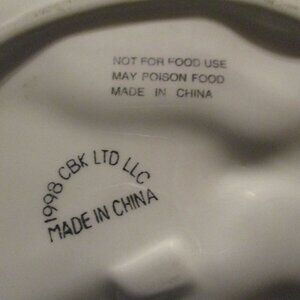 NOT FOR FOOD USE
MAY POISON FOOD
MADE IN CHINA
1998 CBK LTD LLC
MADE IN CHINA